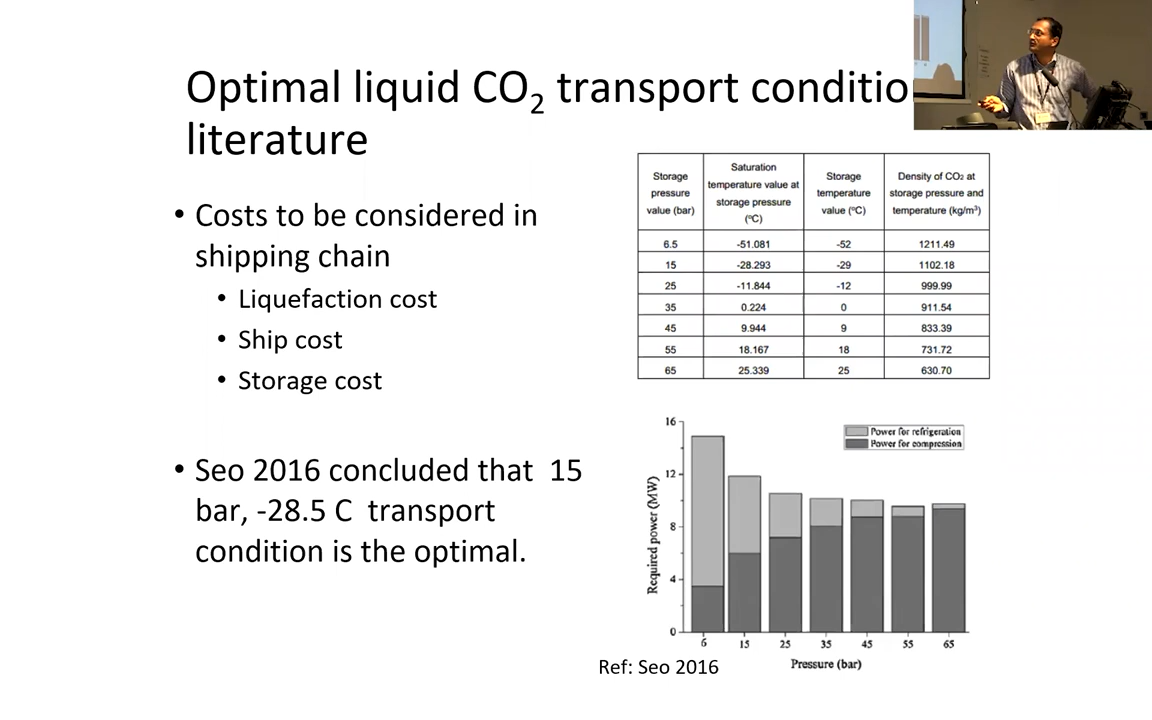 Optimal liquid CO2 transport conditio
literature
• Costs to be considered in
shipping chain
• Liquefaction cost
• Ship cost
• Storage cost
• Seo 2016 concluded that 15
bar, -28.5 C transport
condition is the optimal.
Storage pressure value (bar) Saturation temperature value at storage pressure (°C) Storage temperature value (°C) Density of CO2 at storage pressure and temperature (kg/m³)
6.5 -51.081 -52 1211.49
15 -28.293 -29 1102.18
25 -11.844 -12 999.99
35 0.224 0 911.54
45 9.944 9 833.39
55 18.167 18 731.72
65 25.339 25 630.70
Power for refrigeration
Power for compression
Required power (MW)
16
12
8
4
0
6 15 25 35 45 55 65
Pressure (bar)
Ref: Seo 2016